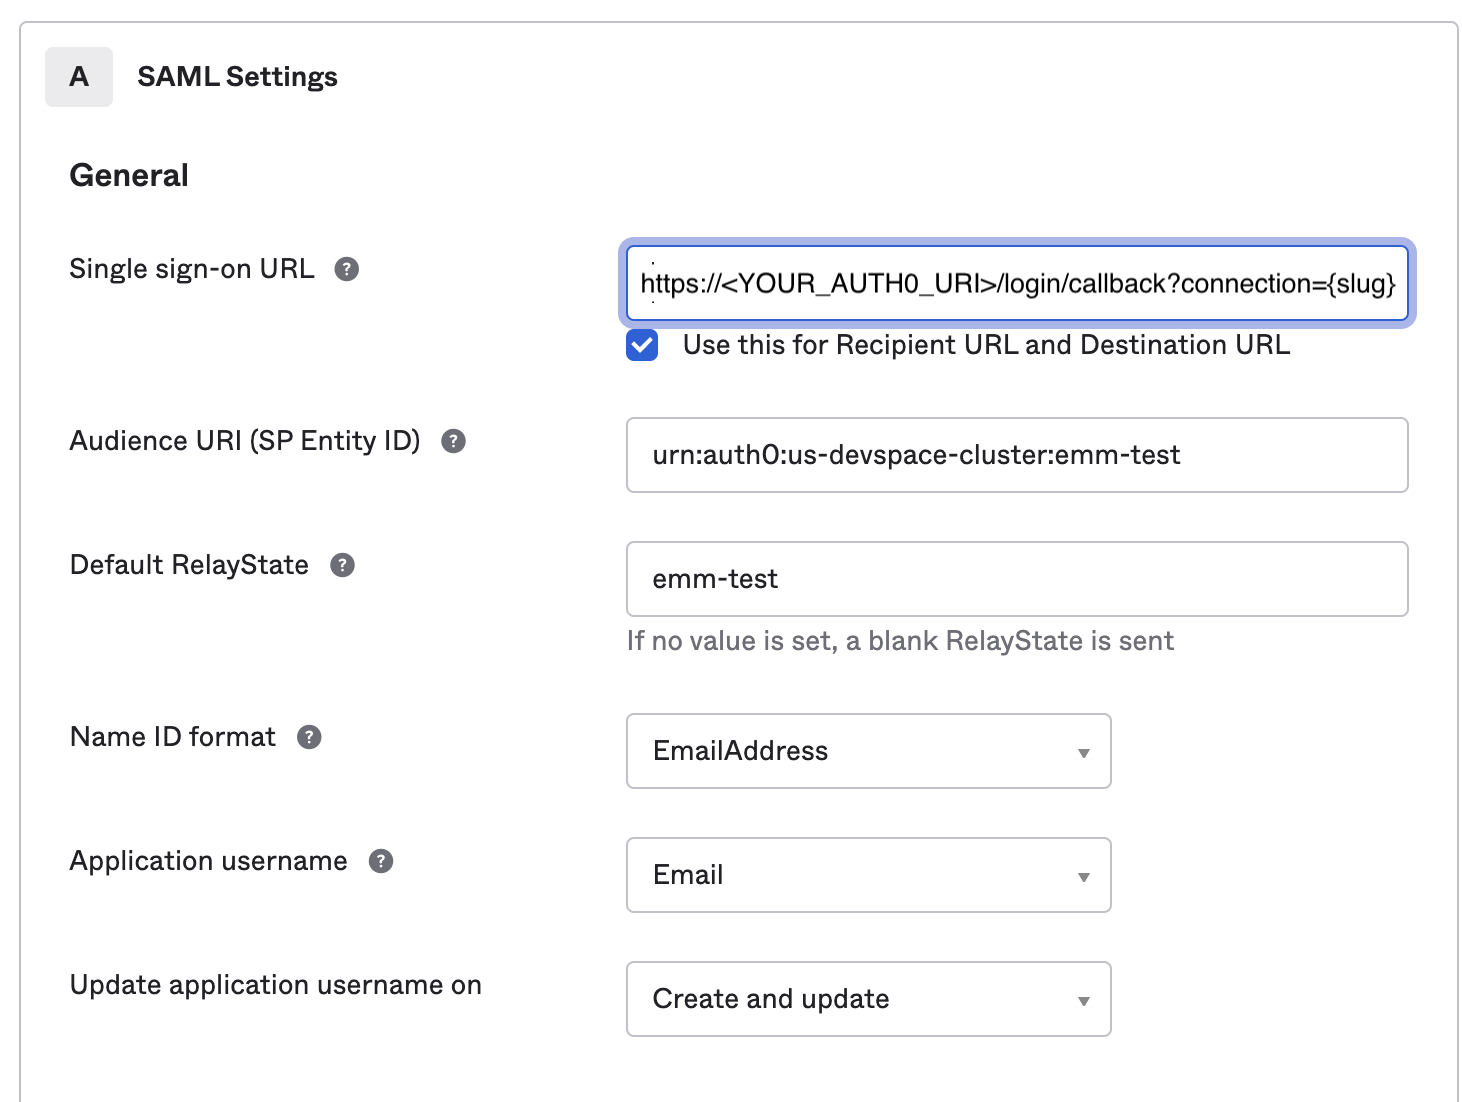 A SAML Settings
General
Single sign-on URL ?
https://<YOUR_AUTH0_URI>/login/callback?connection={slug}
Use this for Recipient URL and Destination URL
Audience URI (SP Entity ID) ?
urn:auth0:us-devspace-cluster:emm-test
Default RelayState ?
emm-test
If no value is set, a blank RelayState is sent
Name ID format ?
EmailAddress
Application username ?
Email
Update application username on
Create and update